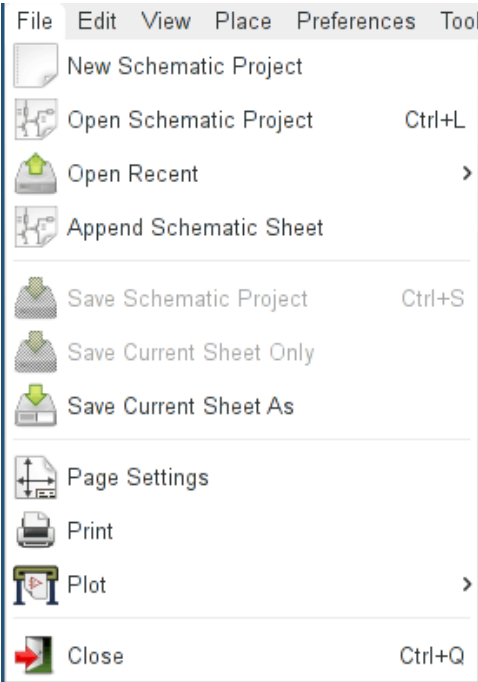 File Edit View Place Preferences
New Schematic Project
Open Schematic Project Ctrl+L
Open Recent
Append Schematic Sheet
Save Schematic Project Ctrl+S
Save Current Sheet Only
Save Current Sheet As
Page Settings
Print
Plot
Close Ctrl+Q